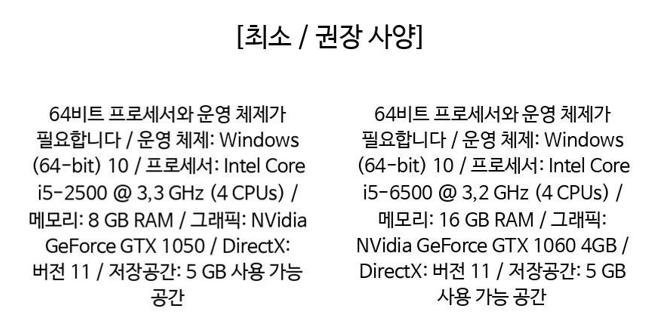 [최소 / 권장 사양]
64비트 프로세서와 운영 체제가
필요합니다 / 운영 체제: Windows
(64-bit) 10 / 프로세서: Intel Core
i5-2500 @ 3,3 GHz (4 CPUs) /
메모리: 8 GB RAM / 그래픽: NVidia
GeForce GTX 1050 / DirectX:
버전 11 / 저장공간: 5 GB 사용 가능
공간
64비트 프로세서와 운영 체제가
필요합니다 / 운영 체제: Windows
(64-bit) 10 / 프로세서: Intel Core
i5-6500 @ 3,2 GHz (4 CPUs) /
메모리: 16 GB RAM / 그래픽:
NVidia GeForce GTX 1060 4GB /
DirectX: 버전 11 / 저장공간: 5 GB
사용 가능 공간